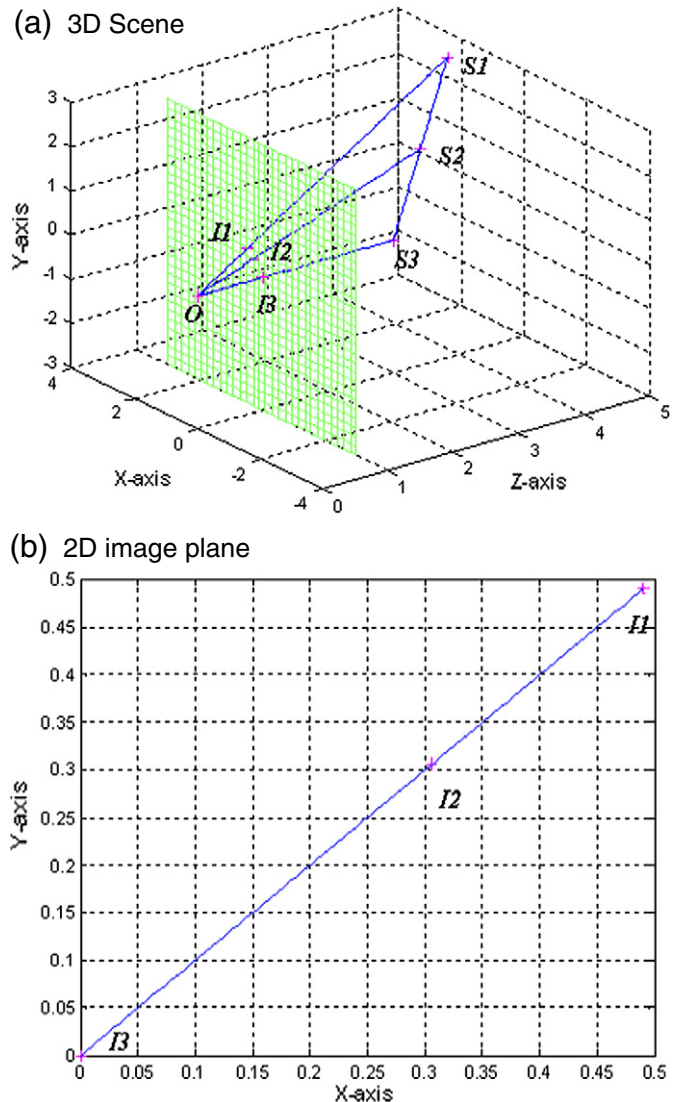 (a) 3D Scene
3
2
1
0
-1
-2
-3
Y-axis
4
2
0
-2
-4
X-axis
0
1
2
3
4
5
Z-axis
S1
S2
S3
I1
I2
I3
O
(b) 2D image plane
0.5
0.45
0.4
0.35
0.3
0.25
0.2
0.15
0.1
0.05
0
Y-axis
I1
I2
I3
0 0.05 0.1 0.15 0.2 0.25 0.3 0.35 0.4 0.45 0.5
X-axis